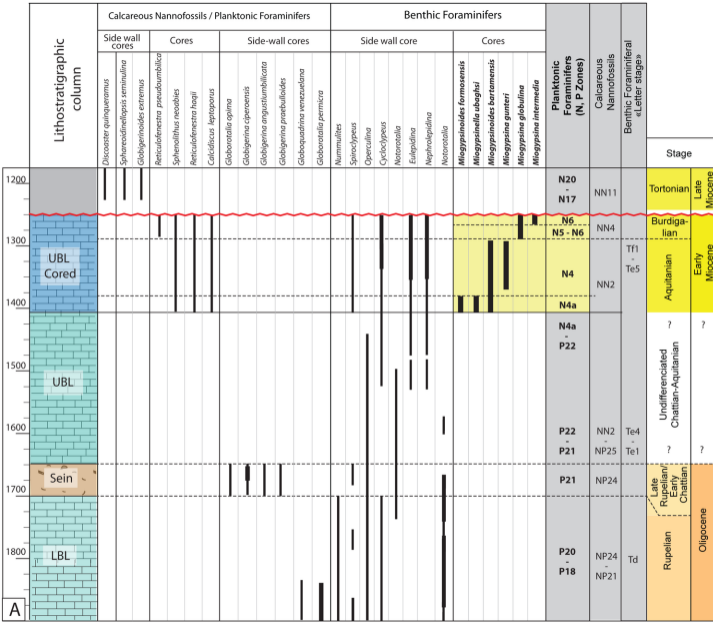 Calcareous Nannofossils / Planktonic Foraminifers
Benthic Foraminifers
Side wall cores
Cores
Side-wall cores
Side wall core
Cores
Lithostratigraphic column
Discoaster quinqueramus
Sphareoidinellopsis seminulina
Globigerinoides extremus
Reticulofenestra pseudoumbilica
Sphenolithus neoabies
Reticulofenestra hagii
Calcidiscus leptoporus
Globorotalia opima
Globigerina ciperoensis
Globigerina angustiumbilicata
Globigerina praebulloides
Globoquadrina venezuelana
Globorotalia permicra
Nummulites
Spiroclypeus
Operculina
Cycloclypeus
Notorotalia
Eulepidina
Nephrolepidina
Notorotalia
Miogypsinoides formosensis
Miogypsinella ubaghsi
Miogypsinoides bantamensis
Miogypsina gunteri
Miogypsina globulina
Miogypsina intermedia
Planktonic Foraminifers (N, P Zones)
Calcareous Nannofossils
Benthic Foraminiferal «Letter stage»
Stage
1200
1300
1400
1500
1600
1700
1800
UBL
Cored
UBL
Sein
LBL
N20
-
N17
N6
N5 - N6
N4
N4a
N4a
-
P22
P22
-
P21
P21
P20
-
P18
NN11
NN4
NN2
NN2
-
NP25
NP24
NP24
-
NP21
Tf1
-
Te5
Te4
-
Te1
Td
Tortonian
Burdiga-
lian
Aquitanian
?
Undifferenciated
Chattian-Aquitanian
?
Late
Rupelian/
Early
Chattian
Rupelian
Late
Miocene
Early
Miocene
?
?
Oligocene
A